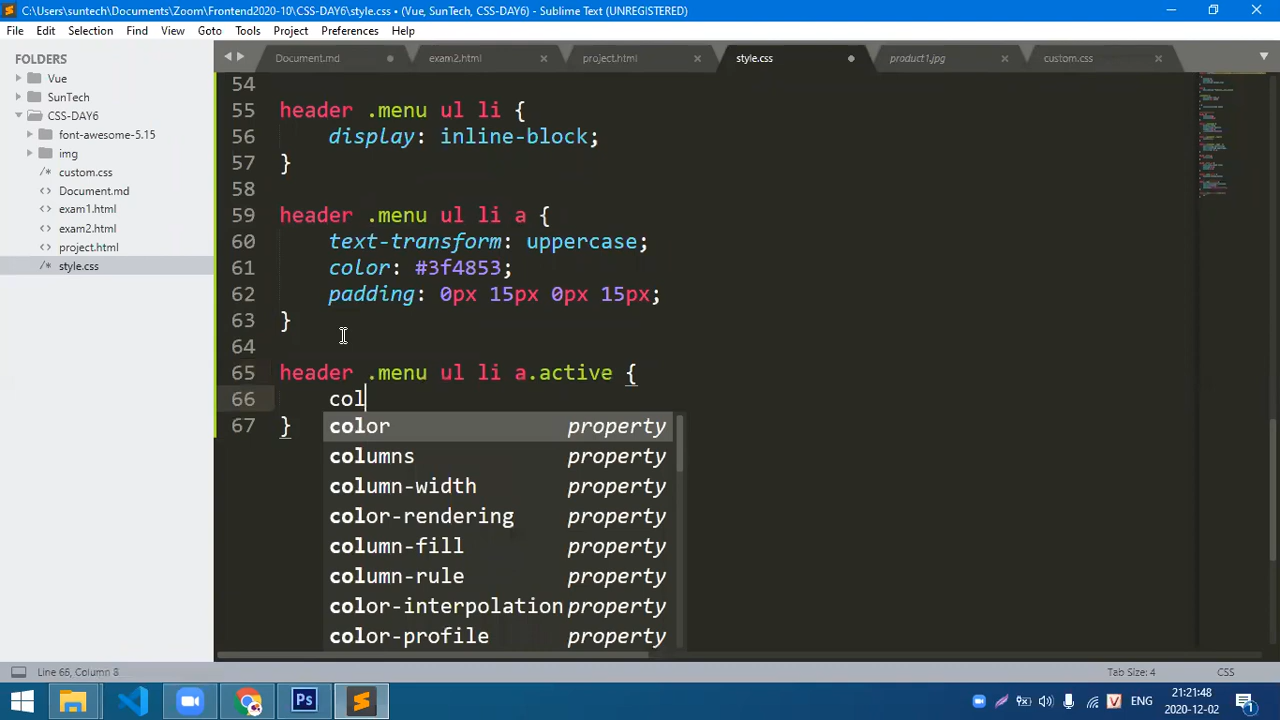 C:\Users\suntech\Documents\Zoom\Frontend2020-10\CSS-DAY6\style.css • (Vue, SunTech, CSS-DAY6) - Sublime Text (UNREGISTERED)
File Edit Selection Find View Goto Tools Project Preferences Help
FOLDERS
Vue
SunTech
CSS-DAY6
font-awesome-5.15
img
custom.css
Document.md
exam1.html
exam2.html
project.html
style.css
Document.md exam2.html project.html style.css product1.jpg custom.css
54
55 header .menu ul li {
56 display: inline-block;
57 }
58
59 header .menu ul li a {
60 text-transform: uppercase;
61 color: #3f4853;
62 padding: 0px 15px 0px 15px;
63 }
64
65 header .menu ul li a.active {
66 col
67 }
color property
columns property
column-width property
color-rendering property
column-fill property
column-rule property
color-interpolation property
color-profile property
Line 66, Column 8 Tab Size: 4 CSS
Ps
V ENG
21:21:48
2020-12-02
1